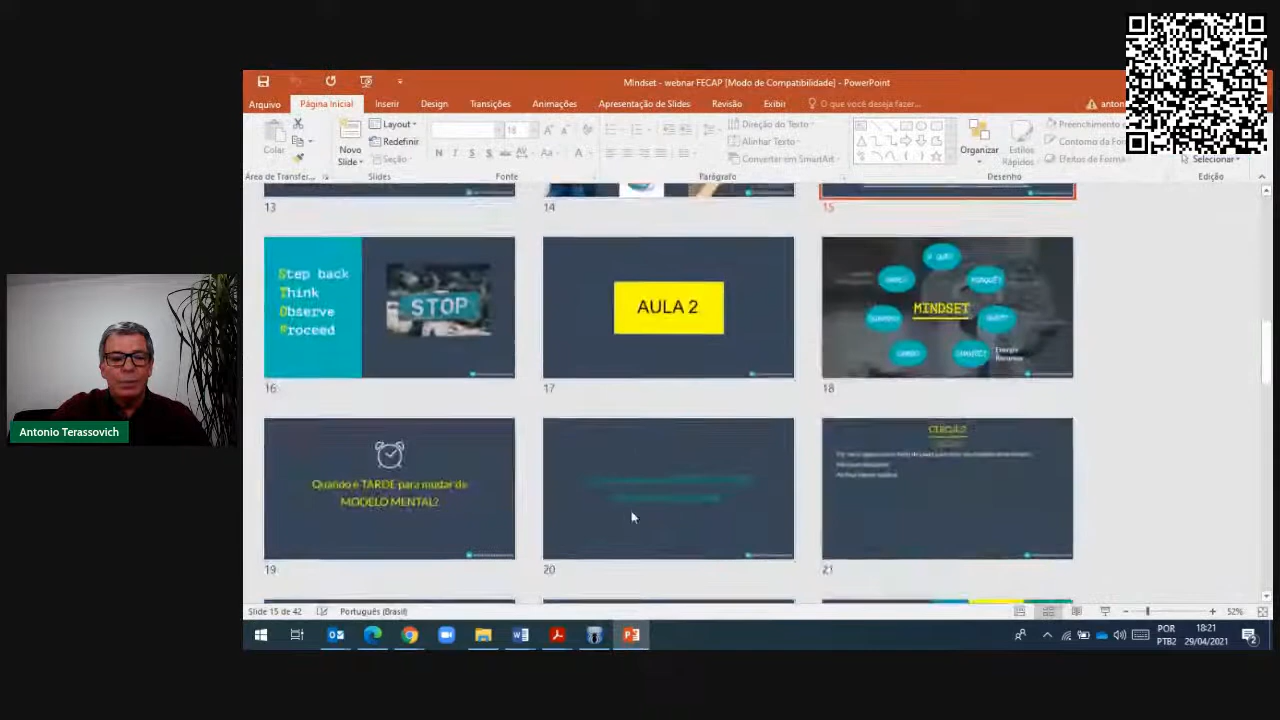 Mindset - webnar FECAP [Modo de Compatibilidade] - PowerPoint
Arquivo Página Inicial Inserir Design Transições Animações Apresentação de Slides Revisão Exibir O que você deseja fazer...
Colar
Novo
Slide
Layout
Redefinir
Seção
18
Direção do Texto
Alinhar Texto
Converter em SmartArt
Organizar
Estilos
Rápidos
Preenchimento
Contorno da
Efeitos de Forma
Selecionar
Área de Transfer... Slides Fonte Parágrafo Desenho Edição
13 14 15
Step back
Think
Observe
Proceed
STOP
16
AULA 2
17
O QUÊ?
PORQUÊ?
MINDSET
QUANTO?
18
Quando é TARDE para mudar de
MODELO MENTAL?
19
20
21
Antonio Terassovich
Slide 15 de 42 Português (Brasil) 52%
POR
PTB2
18:21
29/04/2021